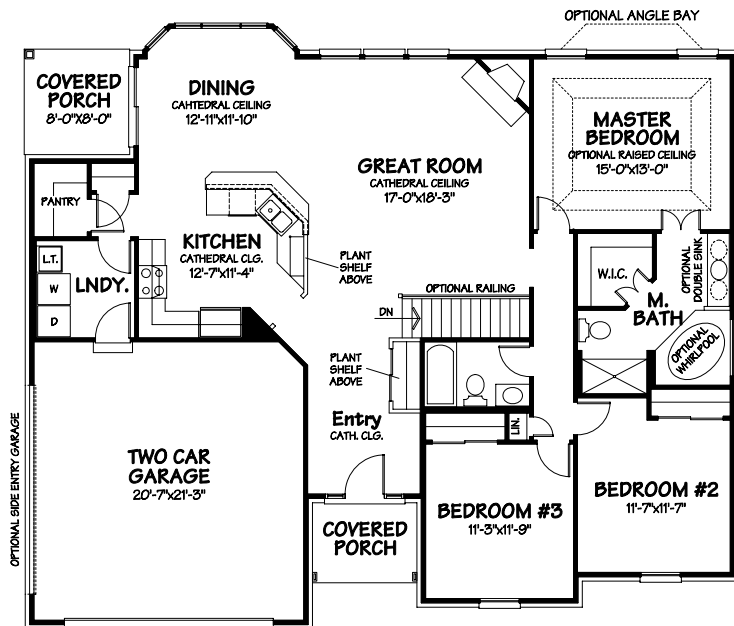 OPTIONAL ANGLE BAY
COVERED
PORCH
8'-0"X8'-0"
DINING
CAHTEDRAL CEILING
12'-11"X11'-10"
MASTER
BEDROOM
OPTIONAL RAISED CEILING
15'-0"X13'-0"
GREAT ROOM
CATHEDRAL CEILING
17-0"X18'-3"
PANTRY
KITCHEN
CATHEDRAL CLG.
12'-7"X11'-4"
PLANT
SHELF
ABOVE
OPTIONAL
DOUBLE SINK
L.T.
W
D
LNDY.
W.I.C.
OPTIONAL RAILING
DN
M.
BATH
OPTIONAL
WHIRLPOOL
PLANT
SHELF
ABOVE
Entry
CATH. CLG.
LIN.
OPTIONAL SIDE ENTRY GARAGE
TWO CAR
GARAGE
20'-7"X21'-3"
BEDROOM #3
11'-3"X11'-9"
BEDROOM #2
11'-7"X11'-7"
COVERED
PORCH